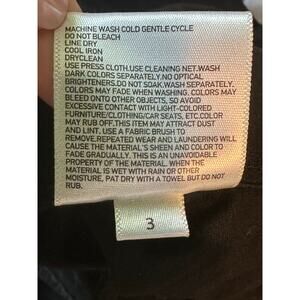 MACHINE WASH COLD GENTLE CYCLE
DO NOT BLEACH
LINE DRY
COOL IRON
DRYCLEAN
USE PRESS CLOTH.USE CLEANING NET.WASH
DARK COLORS SEPARATELY.NO OPTICAL
BRIGHTENERS.DO NOT SOAK.WASH SEPARATELY.
COLORS MAY FADE WHEN WASHING. COLORS MAY
BLEED ONTO OTHER OBJECTS, SO AVOID
EXCESSIVE CONTACT WITH LIGHT-COLORED
FURNITURE/CLOTHING/CAR SEATS, ETC.COLOR
MAY RUB OFF.THIS ITEM MAY ATTRACT DUST
AND LINT. USE A FABRIC BRUSH TO
REMOVE.REPEATED WEAR AND LAUNDERING WILL
CAUSE THE MATERIAL'S SHEEN AND COLOR TO
FADE GRADUALLY. THIS IS AN UNAVOIDABLE
PROPERTY OF THE MATERIAL. WHEN THE
MATERIAL IS WET WITH RAIN OR OTHER
MOISTURE, PAT DRY WITH A TOWEL BUT DO NOT
RUB.
3